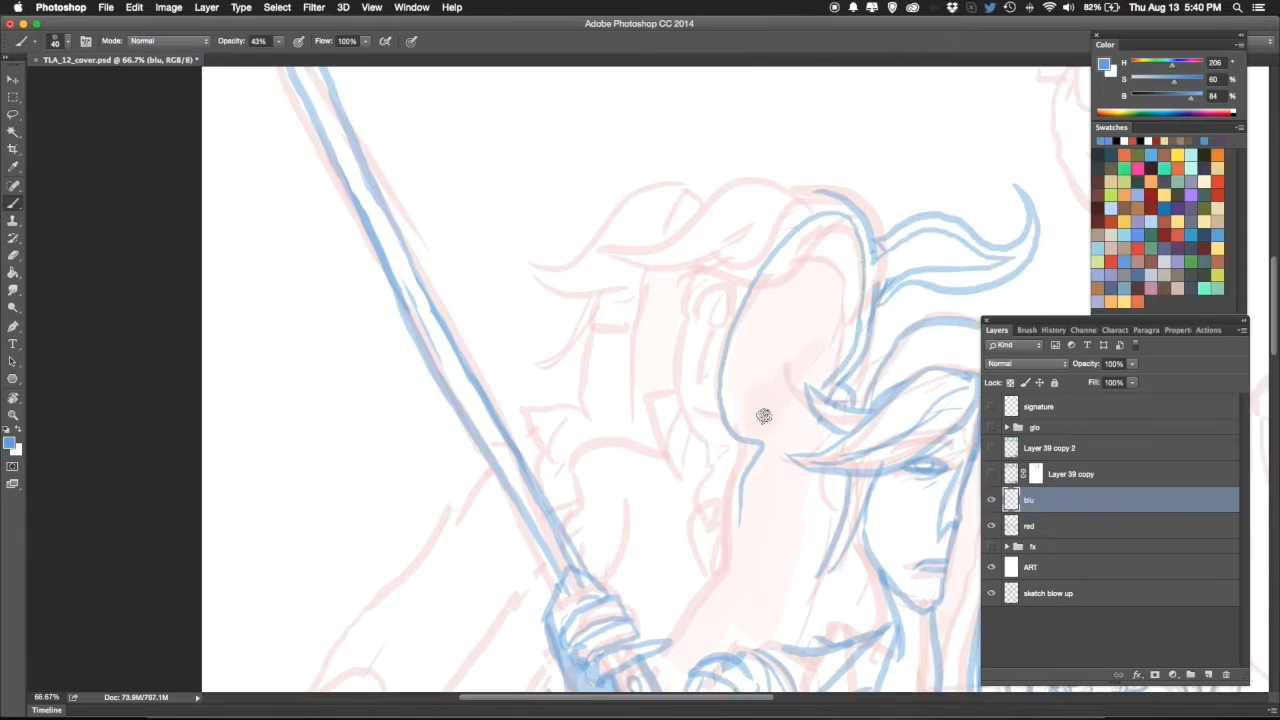 Photoshop File Edit Image Layer Type Select Filter 3D View Window Help 82% Thu Aug 13 5:40 PM
Adobe Photoshop CC 2014
40 Mode: Normal Opacity: 43% Flow: 100%
TLA_12_cover.psd @ 66.7% (blu, RGB/8) *
Color
H 206 °
S 60 %
B 84 %
Swatches
Layers Brush History Channe Charact Paragra Propert Actions
Kind
Normal Opacity: 100%
Lock: Fill: 100%
signature
glo
Layer 39 copy 2
Layer 39 copy
blu
red
fx
ART
sketch blow up
66.67% Doc: 73.9M/767.1M
Timeline